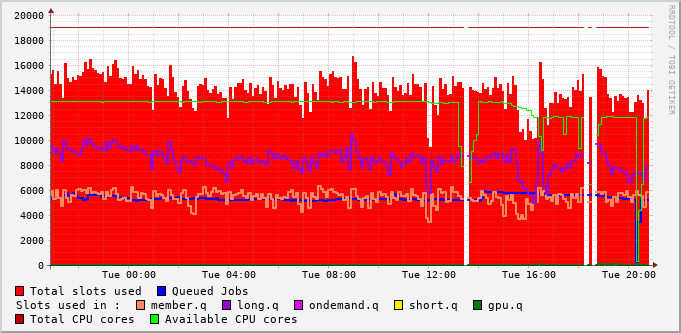 20000
18000
16000
14000
12000
10000
8000
6000
4000
2000
0
Tue 00:00 Tue 04:00 Tue 08:00 Tue 12:00 Tue 16:00 Tue 20:00
RRDTOOL / TOBI OETIKER
Total slots used Queued Jobs
Slots used in : member.q long.q ondemand.q short.q gpu.q
Total CPU cores Available CPU cores